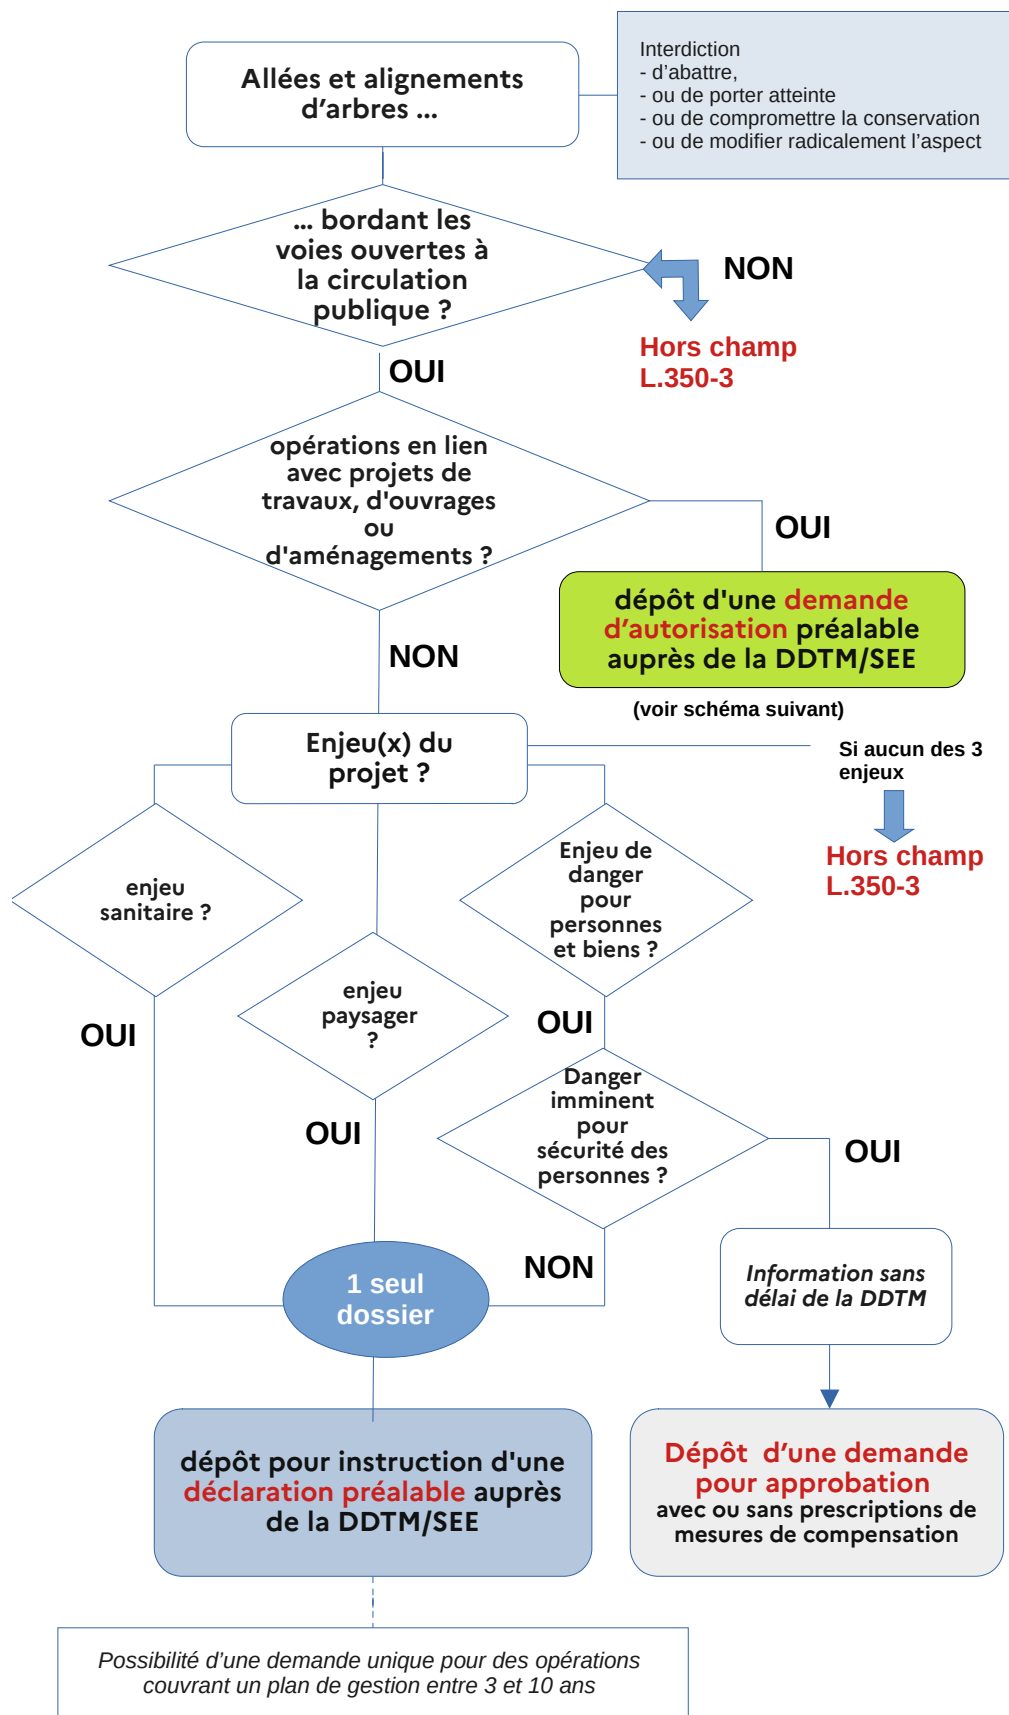 Allées et alignements
d’arbres ...
Interdiction
- d’abattre,
- ou de porter atteinte
- ou de compromettre la conservation
- ou de modifier radicalement l’aspect
... bordant les
voies ouvertes à
la circulation
publique ?
NON
Hors champ
L.350-3
OUI
opérations en lien
avec projets de
travaux, d'ouvrages
ou
d'aménagements ?
OUI
dépôt d'une demande
d’autorisation préalable
auprès de la DDTM/SEE
(voir schéma suivant)
NON
Enjeu(x) du
projet ?
Si aucun des 3
enjeux
Hors champ
L.350-3
enjeu
sanitaire ?
enjeu
paysager
?
Enjeu de
danger
pour
personnes
et biens ?
OUI
OUI
OUI
Danger
imminent
pour
sécurité des
personnes ?
OUI
NON
1 seul
dossier
Information sans
délai de la DDTM
dépôt pour instruction d'une
déclaration préalable auprès
de la DDTM/SEE
Dépôt d’une demande
pour approbation
avec ou sans prescriptions de
mesures de compensation
Possibilité d’une demande unique pour des opérations
couvrant un plan de gestion entre 3 et 10 ans